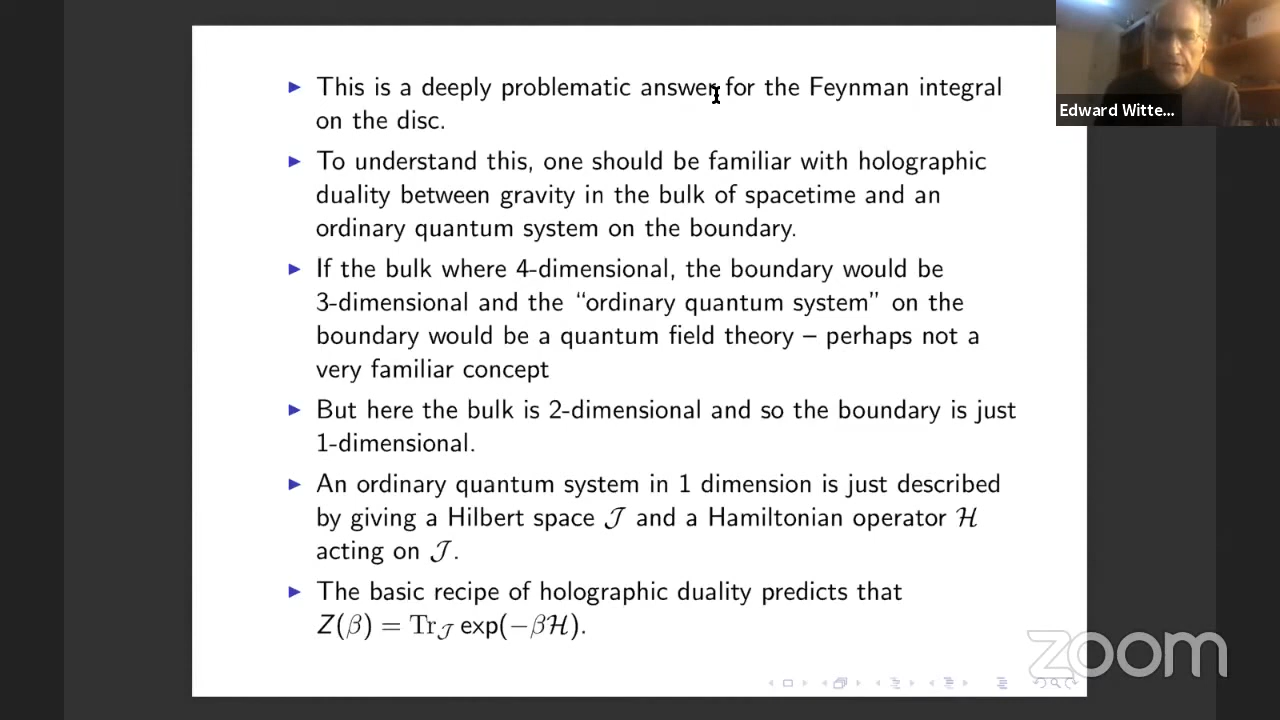 This is a deeply problematic answer for the Feynman integral
on the disc.
To understand this, one should be familiar with holographic
duality between gravity in the bulk of spacetime and an
ordinary quantum system on the boundary.
If the bulk where 4-dimensional, the boundary would be
3-dimensional and the “ordinary quantum system” on the
boundary would be a quantum field theory – perhaps not a
very familiar concept
But here the bulk is 2-dimensional and so the boundary is just
1-dimensional.
An ordinary quantum system in 1 dimension is just described
by giving a Hilbert space 𝒥 and a Hamiltonian operator ℋ
acting on 𝒥.
The basic recipe of holographic duality predicts that
Z(β) = Tr_𝒥 exp(−βℋ).
Edward Witte...
zoom